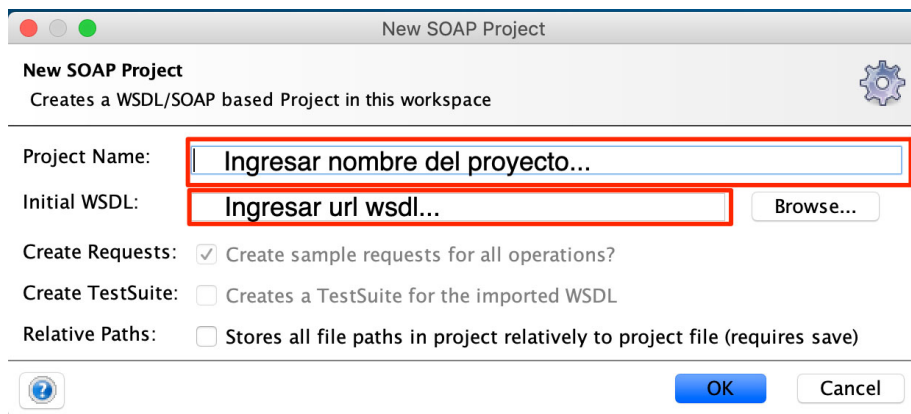 New SOAP Project
New SOAP Project
Creates a WSDL/SOAP based Project in this workspace
Project Name: Ingresar nombre del proyecto...
Initial WSDL: Ingresar url wsdl... Browse...
Create Requests: Create sample requests for all operations?
Create TestSuite: Creates a TestSuite for the imported WSDL
Relative Paths: Stores all file paths in project relatively to project file (requires save)
? OK Cancel